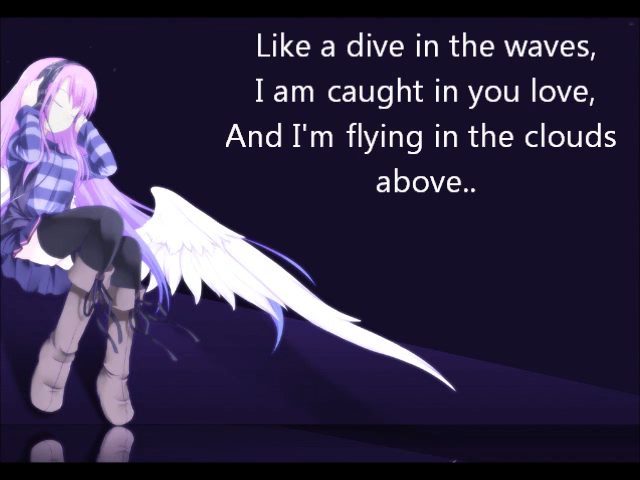 Like a dive in the waves,
I am caught in you love,
And I'm flying in the clouds
above..